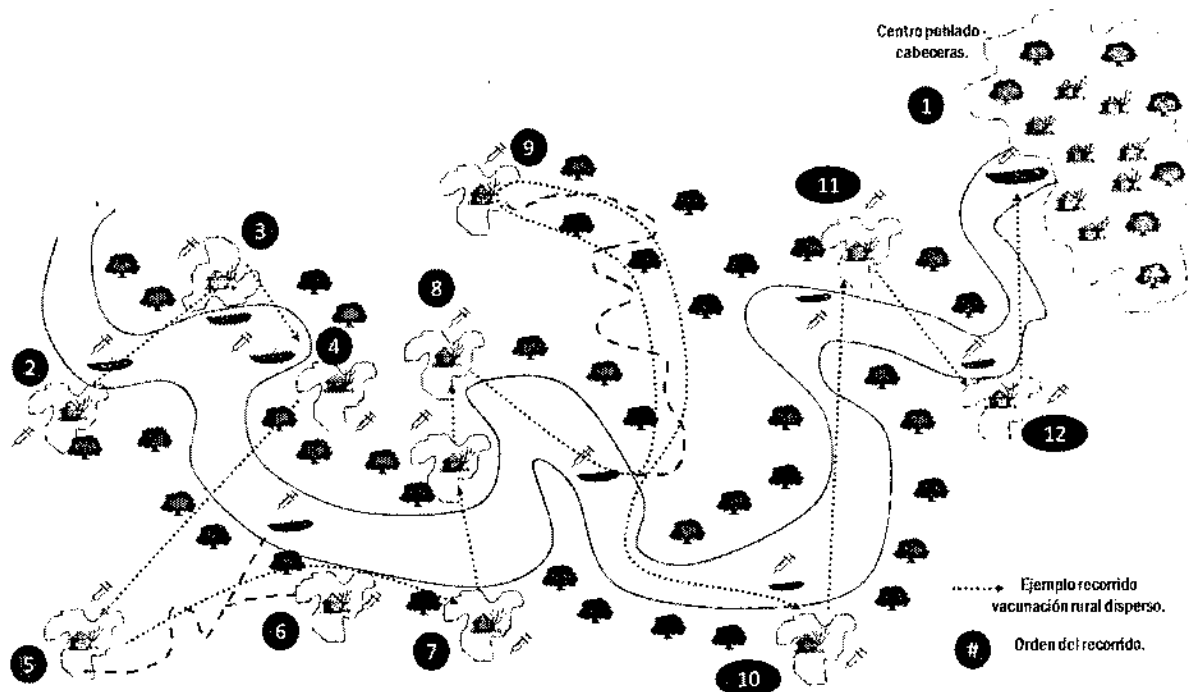 Centro poblado
cabeceras.
1
9
11
3
8
4
2
12
6
7
5
10
Ejemplo recorrido
vacunación rural disperso.
#
Orden del recorrido.